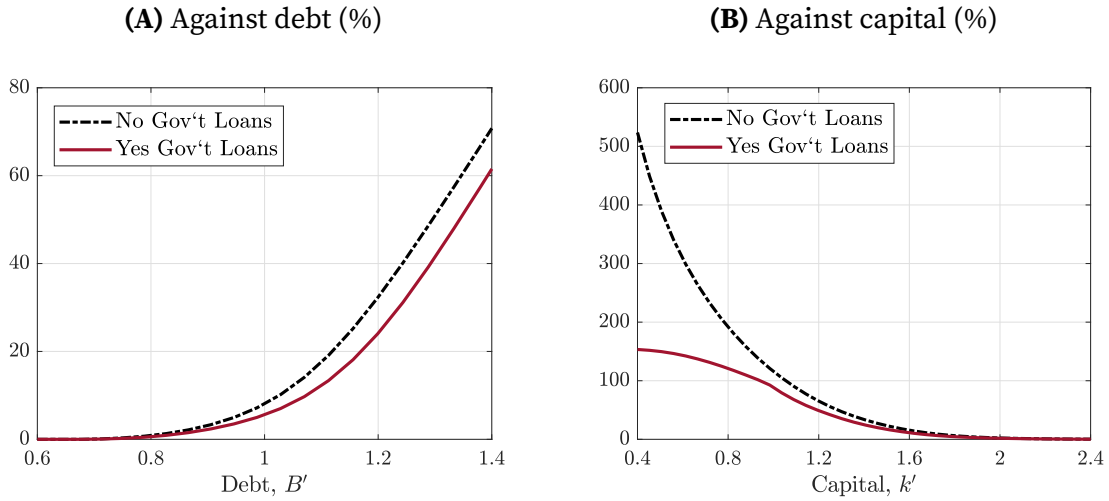 (A) Against debt (%)
80
60
40
20
0
0.6
0.8
1
1.2
1.4
No Gov‘t Loans
Yes Gov‘t Loans
Debt, B′
(B) Against capital (%)
600
500
400
300
200
100
0
0.4
0.8
1.2
1.6
2
2.4
No Gov‘t Loans
Yes Gov‘t Loans
Capital, k′